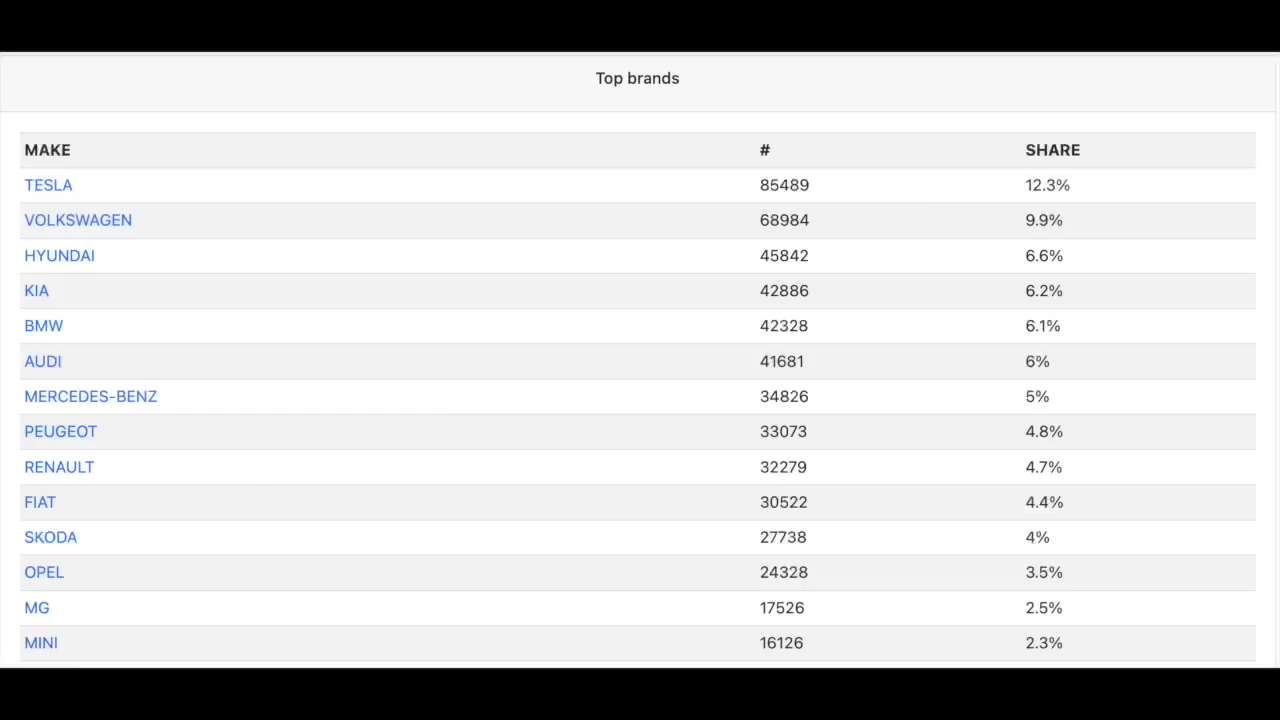 Top brands
MAKE # SHARE
TESLA 85489 12.3%
VOLKSWAGEN 68984 9.9%
HYUNDAI 45842 6.6%
KIA 42886 6.2%
BMW 42328 6.1%
AUDI 41681 6%
MERCEDES-BENZ 34826 5%
PEUGEOT 33073 4.8%
RENAULT 32279 4.7%
FIAT 30522 4.4%
SKODA 27738 4%
OPEL 24328 3.5%
MG 17526 2.5%
MINI 16126 2.3%